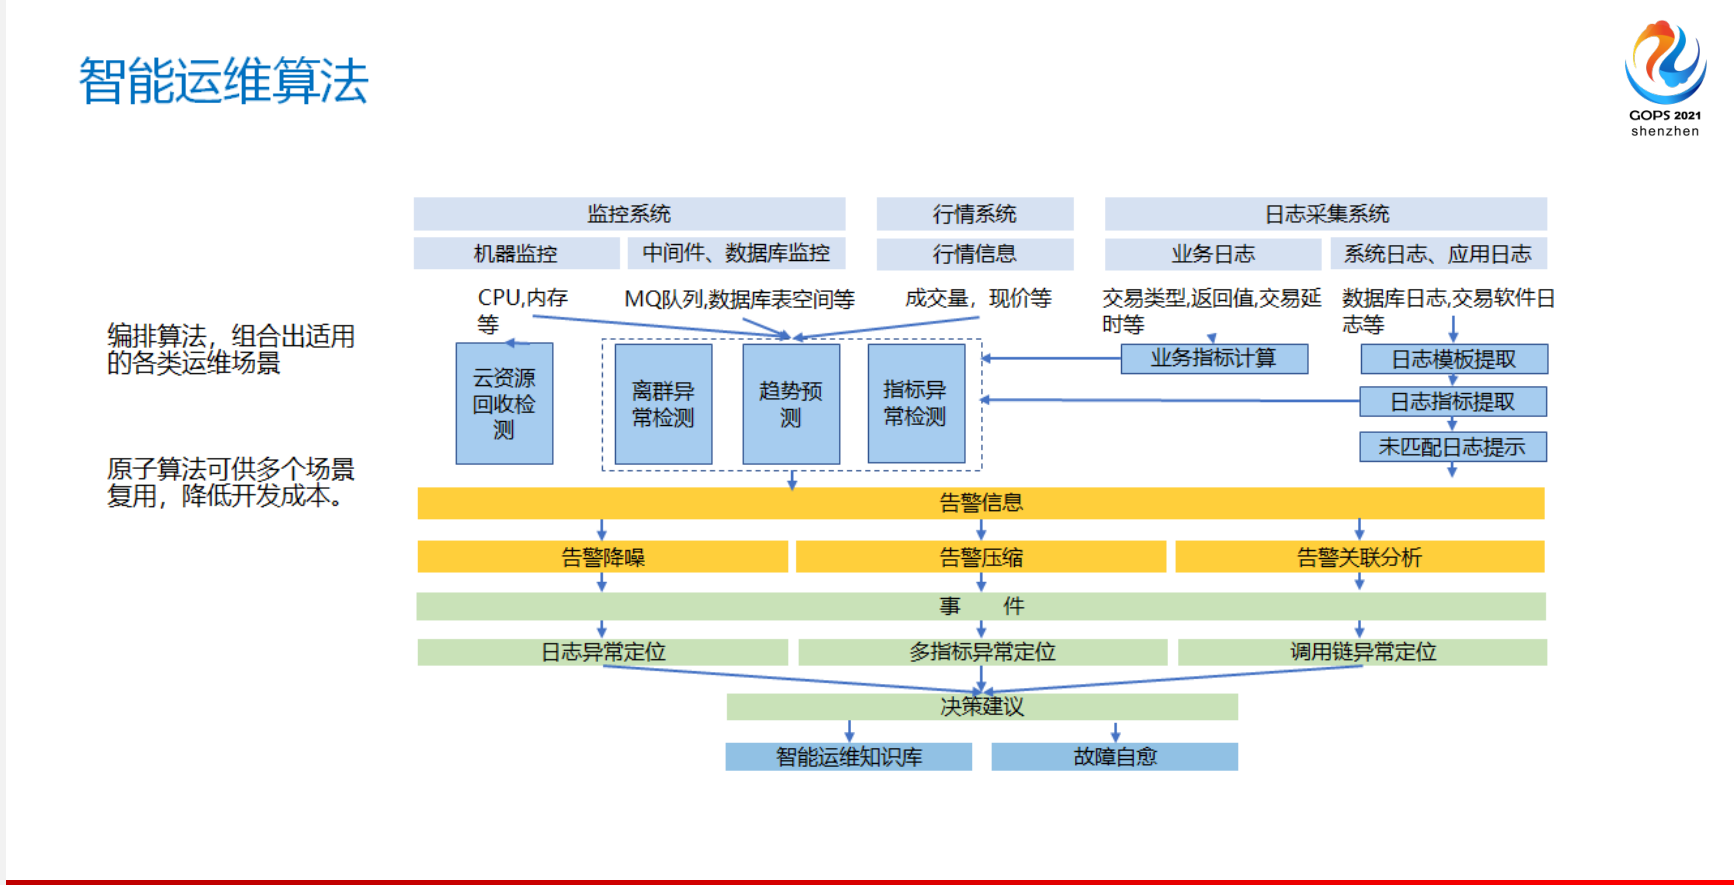 智能运维算法
GOPS 2021
shenzhen
监控系统
行情系统
日志采集系统
机器监控
中间件、数据库监控
行情信息
业务日志
系统日志、应用日志
CPU,内存
等
MQ队列,数据库表空间等
成交量，现价等
交易类型,返回值,交易延
时等
数据库日志,交易软件日
志等
编排算法，组合出适用
的各类运维场景
云资源
回收检
测
离群异
常检测
趋势预
测
指标异
常检测
业务指标计算
日志模板提取
日志指标提取
未匹配日志提示
原子算法可供多个场景
复用，降低开发成本。
告警信息
告警降噪
告警压缩
告警关联分析
事 件
日志异常定位
多指标异常定位
调用链异常定位
决策建议
智能运维知识库
故障自愈